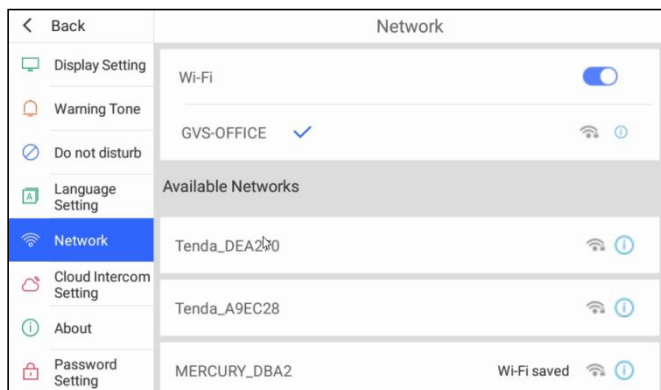 Back
Network
Display Setting
Warning Tone
Do not disturb
Language
Setting
Network
Cloud Intercom
Setting
About
Password
Setting
Wi-Fi
GVS-OFFICE
Available Networks
Tenda_A9EC28
MERCURY_DBA2 Wi-Fi saved